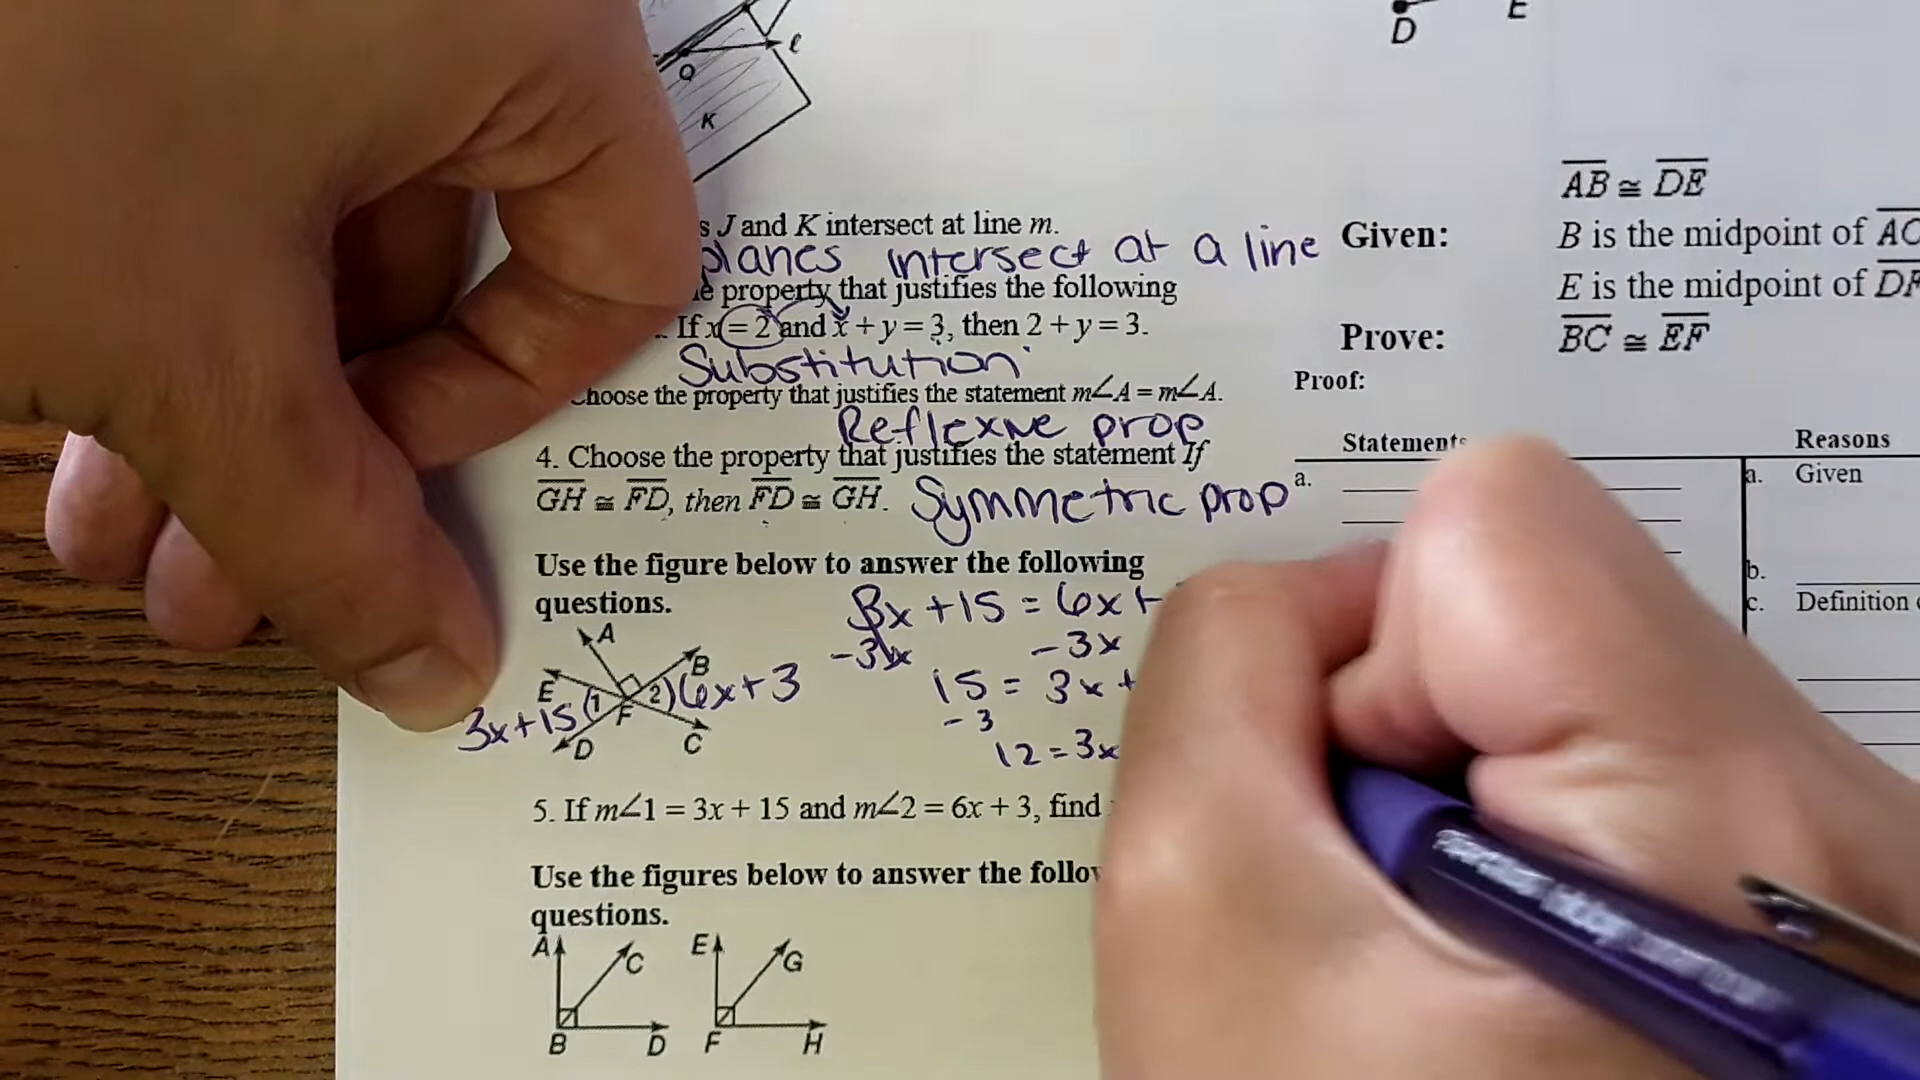 D E
Q ℓ
K
J and K intersect at line m.
planes intersect at a line
property that justifies the following
If x = 2 and x + y = 3, then 2 + y = 3.
Substitution
Choose the property that justifies the statement m∠A = m∠A.
Reflexive prop
4. Choose the property that justifies the statement If
GH ≅ FD, then FD ≅ GH. Symmetric prop
Use the figure below to answer the following
questions.
3x + 15 = 6x +
-3x -3x
15 = 3x +
-3
12 = 3x
A
E B
1 2 6x+3
3x+15 F
D C
5. If m∠1 = 3x + 15 and m∠2 = 6x + 3, find
Use the figures below to answer the
questions.
A C E G
B D F H
AB ≅ DE
Given: B is the midpoint of AC
E is the midpoint of DF
Prove: BC ≅ EF
Proof:
Statements Reasons
a. a. Given
b.
c. Definition